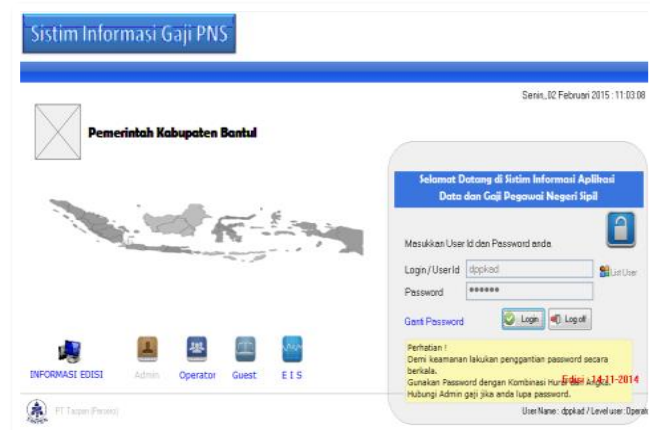 Sistim Informasi Gaji PNS
Senin, 02 Februari 2015 : 11:03:08
Pemerintah Kabupaten Bantul
Selamat Datang di Sistim Informasi Aplikasi
Data dan Gaji Pegawai Negeri Sipil
Masukkan User Id dan Password anda
Login/UserId dppkad List User
Password ******
Ganti Password Login Log off
Perhatian !
Demi keamanan lakukan penggantian password secara
berkala.
Gunakan Password dengan Kombinasi Huruf dan Angka.
Edisi : 14-11-2014
Hubungi Admin gaji jika anda lupa password.
INFORMASI EDISI Admin Operator Guest E I S
PT Taspen (Persero)
User Name : dppkad / Level user : Operat